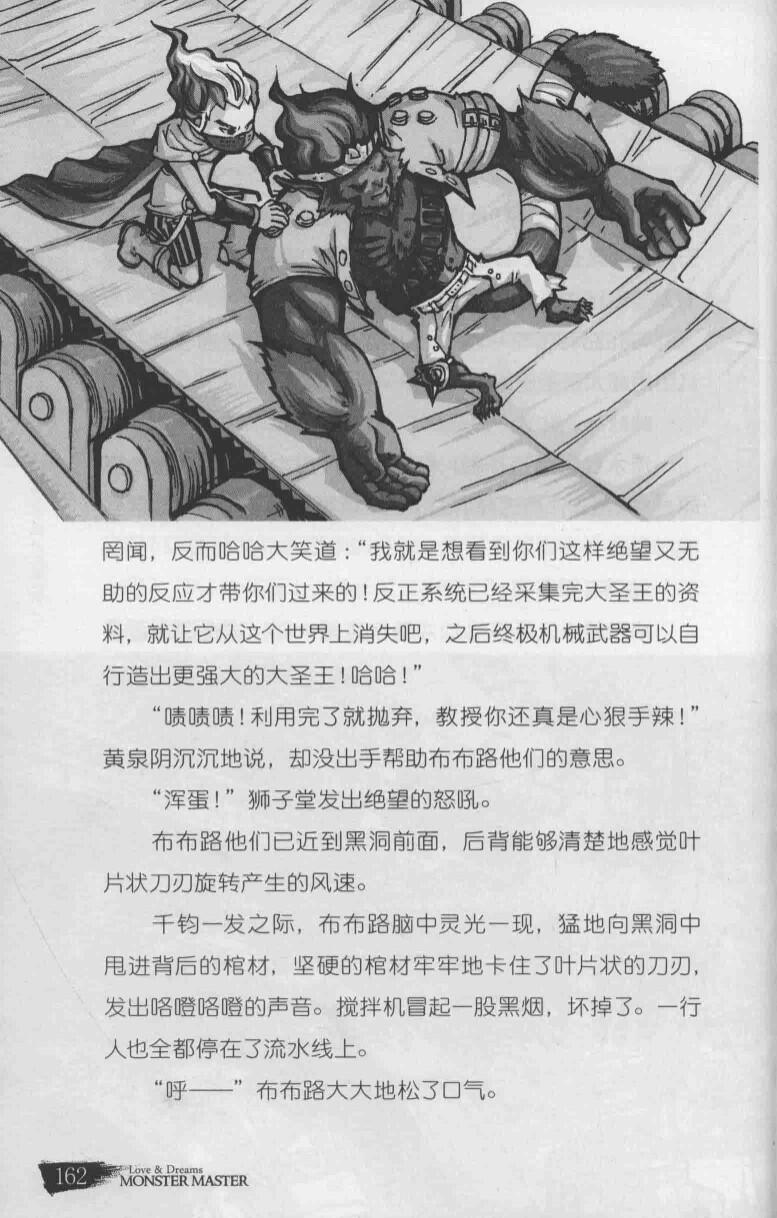 罔闻，反而哈哈大笑道：“我就是想看到你们这样绝望又无
助的反应才带你们过来的！反正系统已经采集完大圣王的资
料，就让它从这个世界上消失吧，之后终极机械武器可以自
行造出更强大的大圣王！哈哈！”
“啧啧啧！利用完了就抛弃，教授你还真是心狠手辣！”
黄泉阴沉沉地说，却没出手帮助布布路他们的意思。
“浑蛋！”狮子堂发出绝望的怒吼。
布布路他们已近到黑洞前面，后背能够清楚地感觉叶
片状刀刃旋转产生的风速。
千钧一发之际，布布路脑中灵光一现，猛地向黑洞中
甩进背后的棺材，坚硬的棺材牢牢地卡住了叶片状的刀刃，
发出咯噔咯噔的声音。搅拌机冒起一股黑烟，坏掉了。一行
人也全都停在了流水线上。
“呼——”布布路大大地松了口气。
162
Love & Dreams
MONSTER MASTER